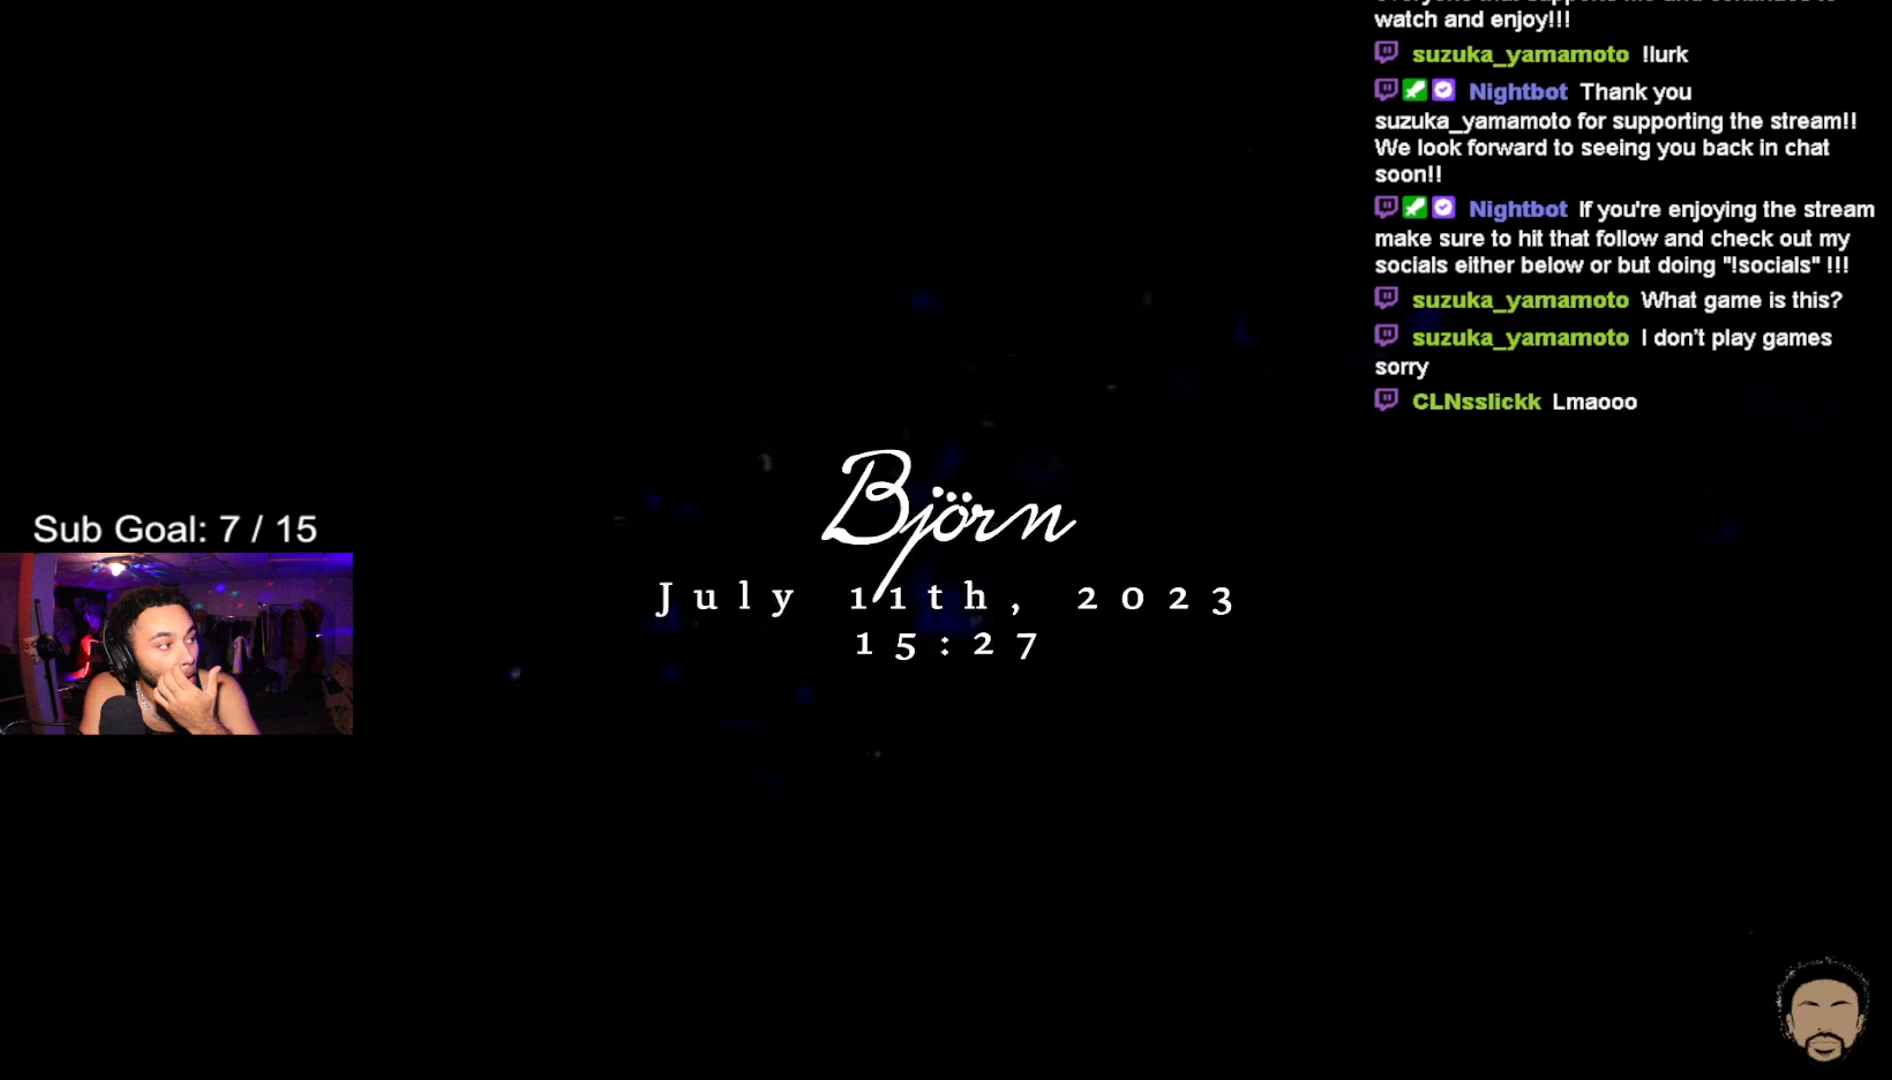 watch and enjoy!!!
suzuka_yamamoto !lurk
Nightbot Thank you
suzuka_yamamoto for supporting the stream!!
We look forward to seeing you back in chat
soon!!
Nightbot If you're enjoying the stream
make sure to hit that follow and check out my
socials either below or but doing "!socials" !!!
suzuka_yamamoto What game is this?
suzuka_yamamoto I don't play games
sorry
CLNsslickk Lmaooo
Björn
July 11th, 2023
15:27
Sub Goal: 7 / 15